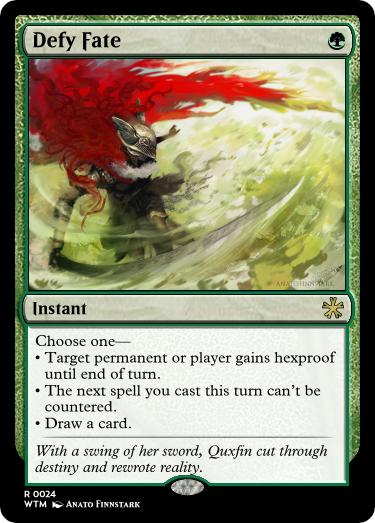 Defy Fate
© ANATO FINNSTARK
Instant
Choose one—
• Target permanent or player gains hexproof
until end of turn.
• The next spell you cast this turn can't be
countered.
• Draw a card.
With a swing of her sword, Quxfin cut through
destiny and rewrote reality.
R 0024
WTM Anato Finnstark